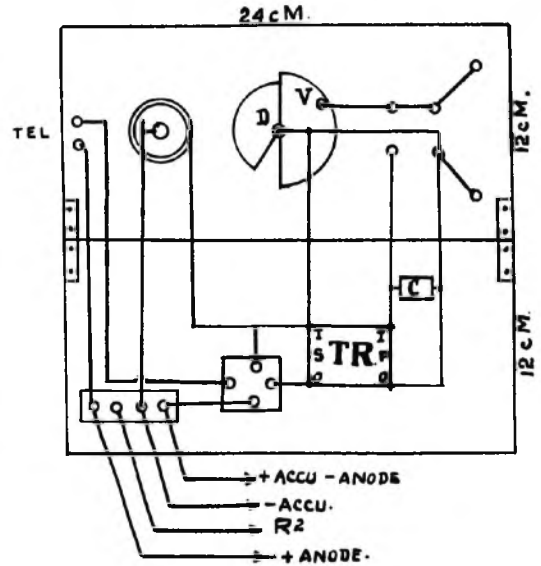 24 cM.
V
D
TEL
12 cM.
C
I S O TR. I P O
12 cM.
+ ACCU - ANODE
- ACCU.
R2
+ ANODE.